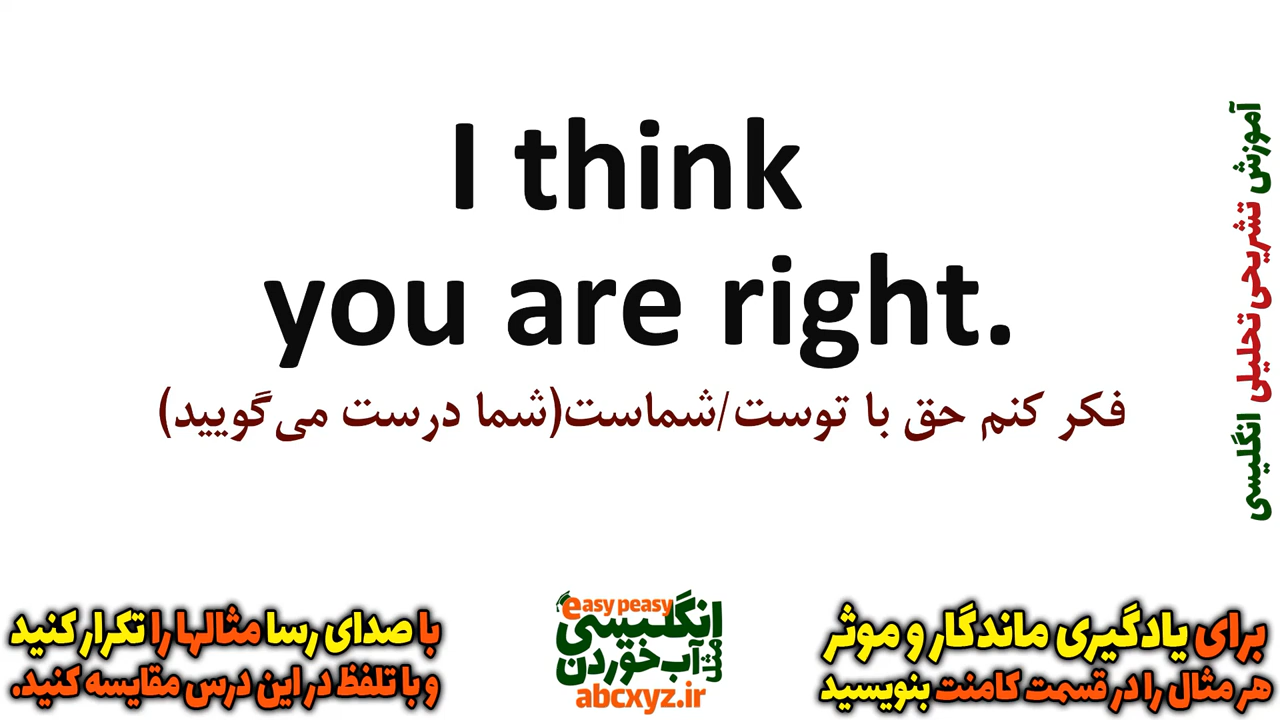 I think
you are right.
فکر کنم حق با توست/شماست(شما درست می‌گویید)
آموزش تشریحی تحلیلی انگلیسی
برای یادگیری ماندگار و موثر
هر مثال را در قسمت کامنت بنویسید
easy peasy
انگلیسی
مثل آب خوردن
abcxyz.ir
با صدای رسا مثالها را تکرار کنید
و با تلفظ در این درس مقایسه کنید.